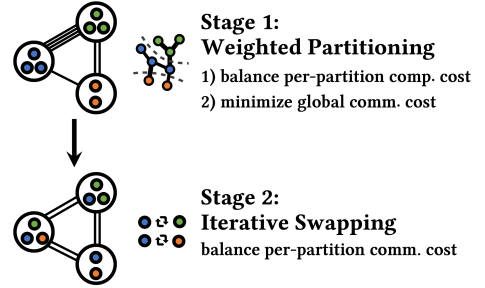 Stage 1:
Weighted Partitioning
1) balance per-partition comp. cost
2) minimize global comm. cost
Stage 2:
Iterative Swapping
balance per-partition comm. cost